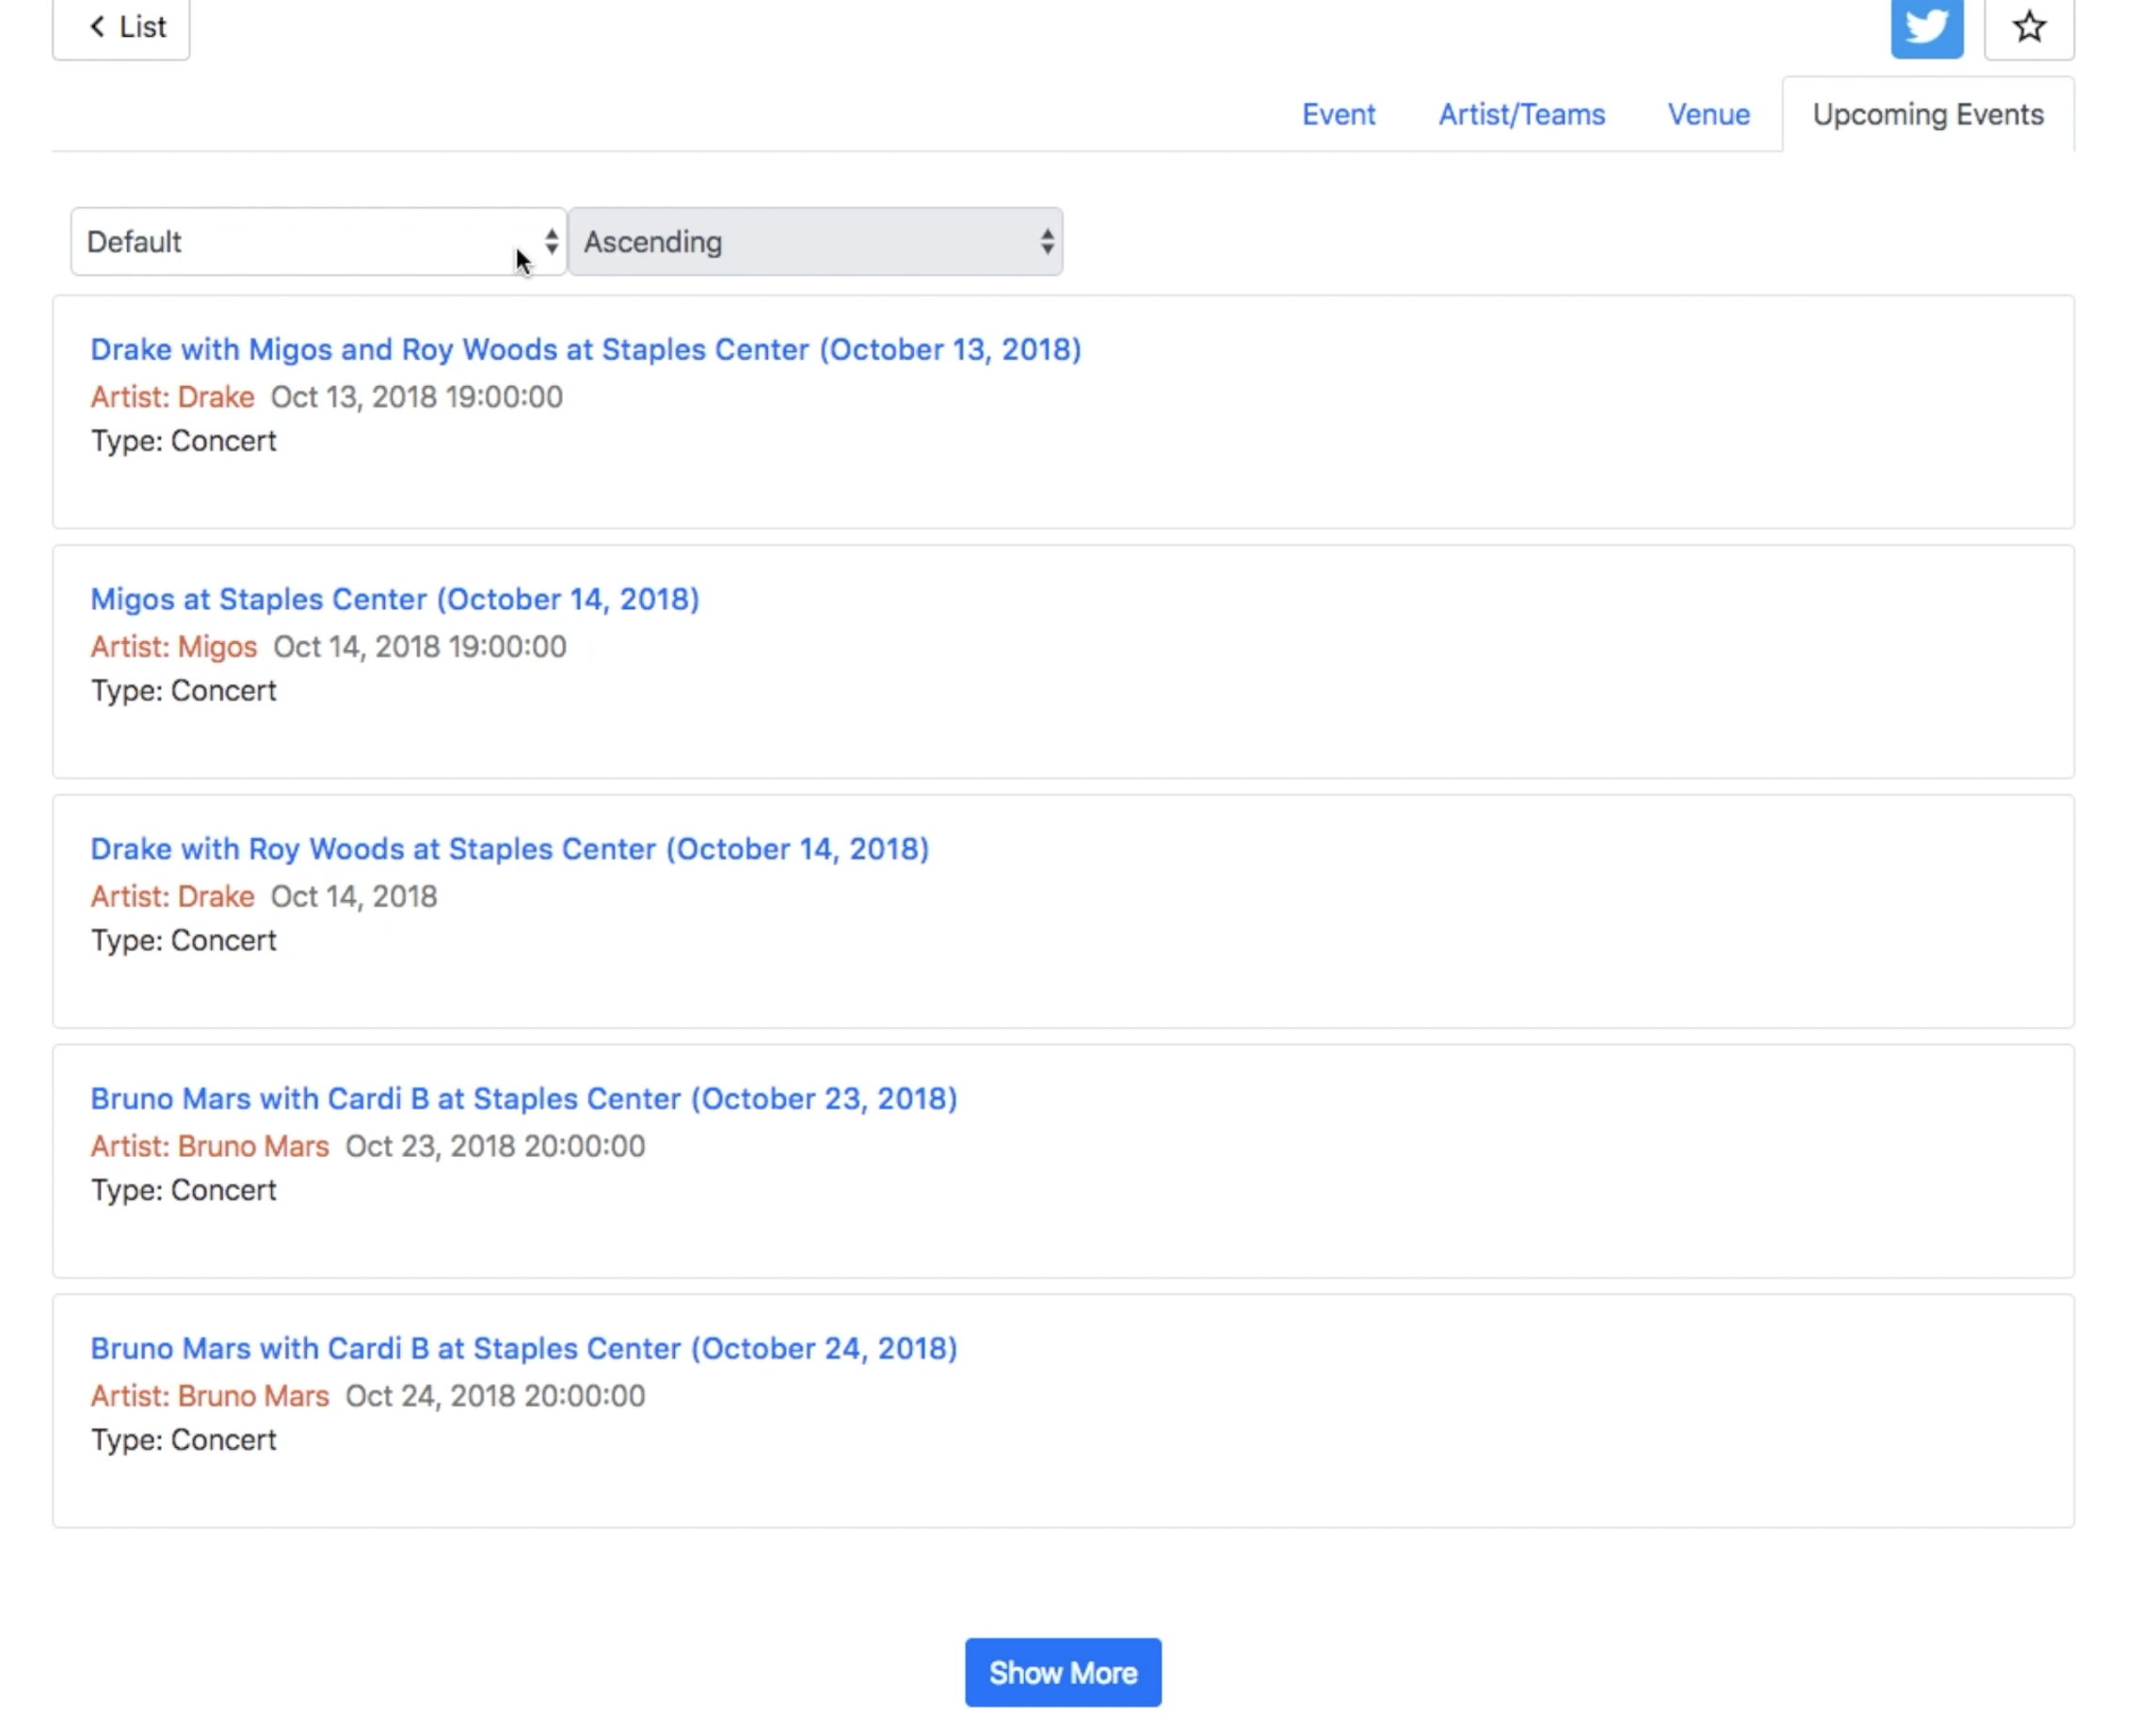 List
Event Artist/Teams Venue Upcoming Events
Default Ascending
Drake with Migos and Roy Woods at Staples Center (October 13, 2018)
Artist: Drake Oct 13, 2018 19:00:00
Type: Concert
Migos at Staples Center (October 14, 2018)
Artist: Migos Oct 14, 2018 19:00:00
Type: Concert
Drake with Roy Woods at Staples Center (October 14, 2018)
Artist: Drake Oct 14, 2018
Type: Concert
Bruno Mars with Cardi B at Staples Center (October 23, 2018)
Artist: Bruno Mars Oct 23, 2018 20:00:00
Type: Concert
Bruno Mars with Cardi B at Staples Center (October 24, 2018)
Artist: Bruno Mars Oct 24, 2018 20:00:00
Type: Concert
Show More